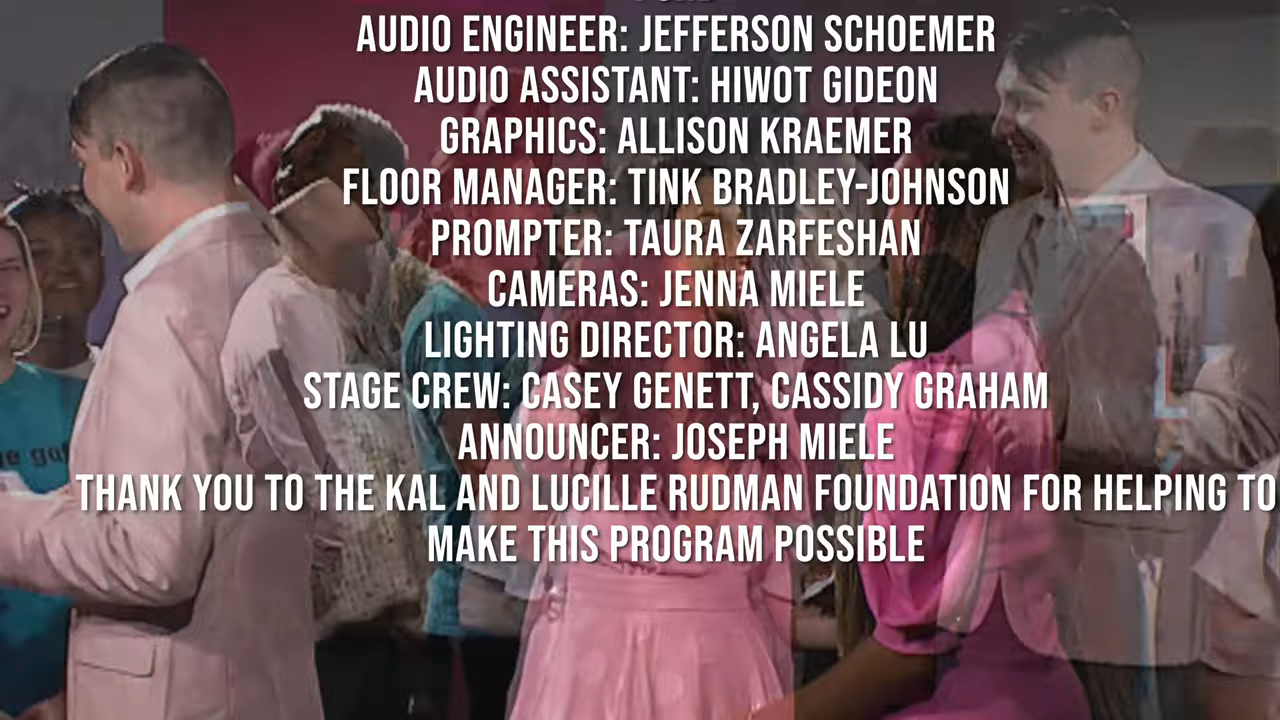 AUDIO ENGINEER: JEFFERSON SCHOEMER
AUDIO ASSISTANT: HIWOT GIDEON
GRAPHICS: ALLISON KRAEMER
FLOOR MANAGER: TINK BRADLEY-JOHNSON
PROMPTER: TAURA ZARFESHAN
CAMERAS: JENNA MIELE
LIGHTING DIRECTOR: ANGELA LU
STAGE CREW: CASEY GENETT, CASSIDY GRAHAM
ANNOUNCER: JOSEPH MIELE
THANK YOU TO THE KAL AND LUCILLE RUDMAN FOUNDATION FOR HELPING TO
MAKE THIS PROGRAM POSSIBLE